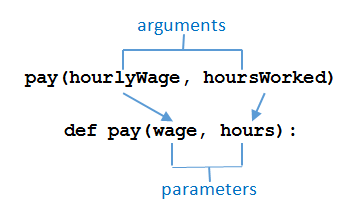 arguments
pay(hourlyWage, hoursWorked)
def pay(wage, hours):
parameters